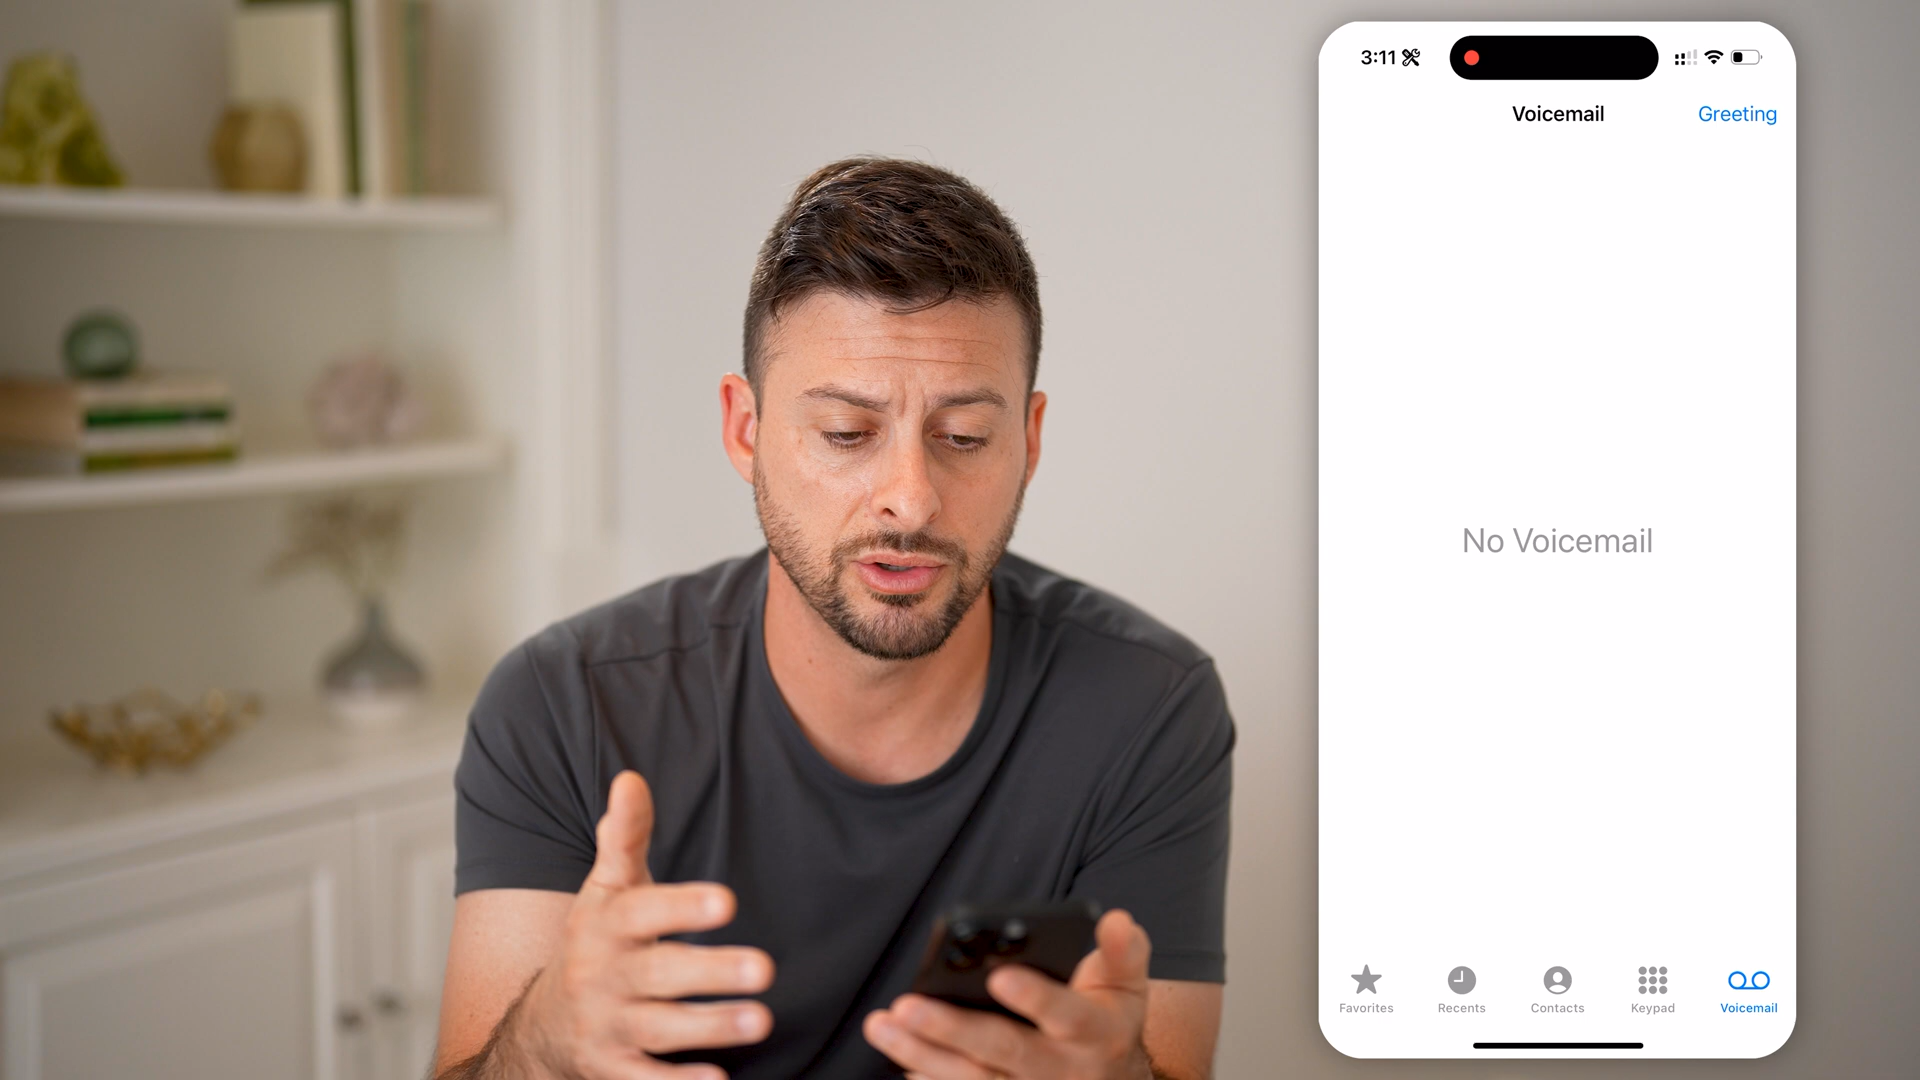 3:11
Voicemail
Greeting
No Voicemail
Favorites
Recents
Contacts
Keypad
Voicemail